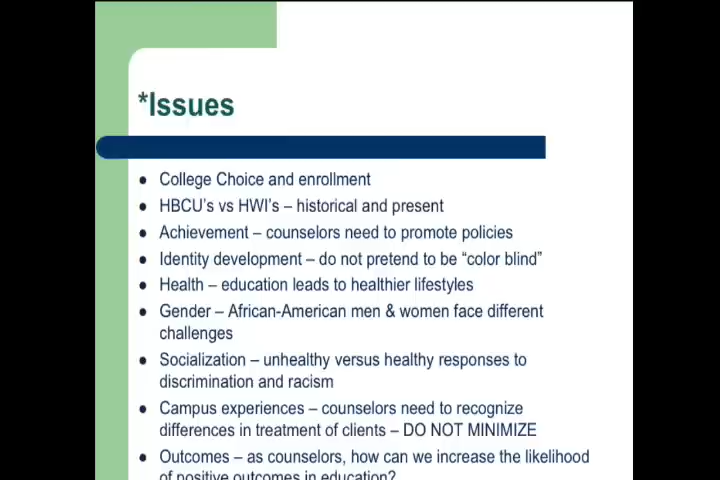 *Issues
College Choice and enrollment
HBCU's vs HWI's – historical and present
Achievement – counselors need to promote policies
Identity development – do not pretend to be “color blind”
Health – education leads to healthier lifestyles
Gender – African-American men & women face different
challenges
Socialization – unhealthy versus healthy responses to
discrimination and racism
Campus experiences – counselors need to recognize
differences in treatment of clients – DO NOT MINIMIZE
Outcomes – as counselors, how can we increase the likelihood
of positive outcomes in education?